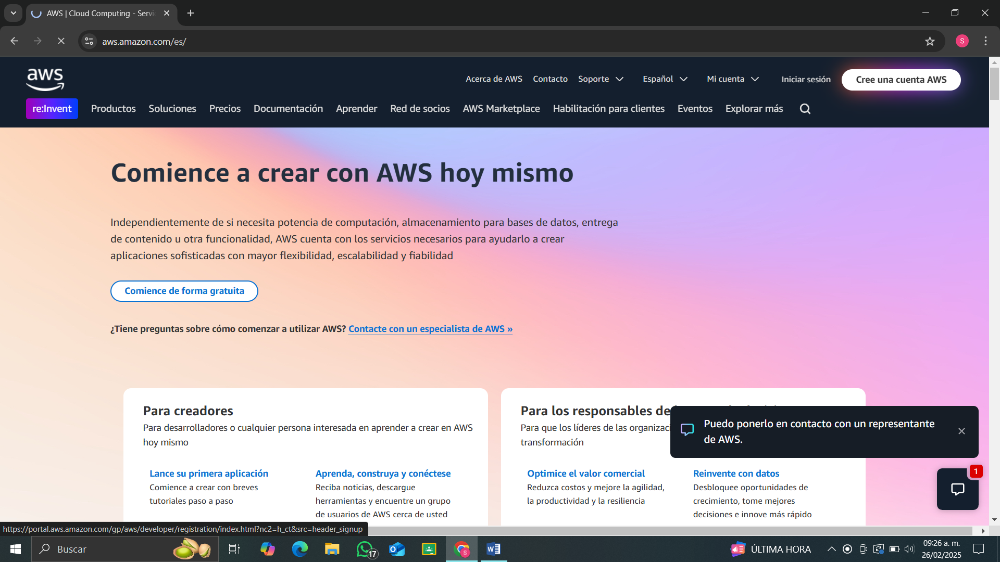 AWS | Cloud Computing - Servi
aws.amazon.com/es/
S
aws
Acerca de AWS Contacto Soporte Español Mi cuenta Iniciar sesión Cree una cuenta AWS
re:Invent Productos Soluciones Precios Documentación Aprender Red de socios AWS Marketplace Habilitación para clientes Eventos Explorar más
Comience a crear con AWS hoy mismo
Independientemente de si necesita potencia de computación, almacenamiento para bases de datos, entrega
de contenido u otra funcionalidad, AWS cuenta con los servicios necesarios para ayudarlo a crear
aplicaciones sofisticadas con mayor flexibilidad, escalabilidad y fiabilidad
Comience de forma gratuita
¿Tiene preguntas sobre cómo comenzar a utilizar AWS? Contacte con un especialista de AWS »
Para creadores
Para desarrolladores o cualquier persona interesada en aprender a crear en AWS
hoy mismo
Lance su primera aplicación
Comience a crear con breves
tutoriales paso a paso
Aprenda, construya y conéctese
Reciba noticias, descargue
herramientas y encuentre un grupo
de usuarios de AWS cerca de usted
Para los responsables de
Para que los líderes de las organizaci
transformación
Optimice el valor comercial
Reduzca costos y mejore la agilidad,
la productividad y la resiliencia
Reinvente con datos
Desbloquee oportunidades de
crecimiento, tome mejores
decisiones e innove más rápido
Puedo ponerlo en contacto con un representante
de AWS.
1
https://portal.aws.amazon.com/gp/aws/developer/registration/index.html?nc2=h_ct&src=header_signup
Buscar
17
S
ÚLTIMA HORA
09:26 a. m.
26/02/2025